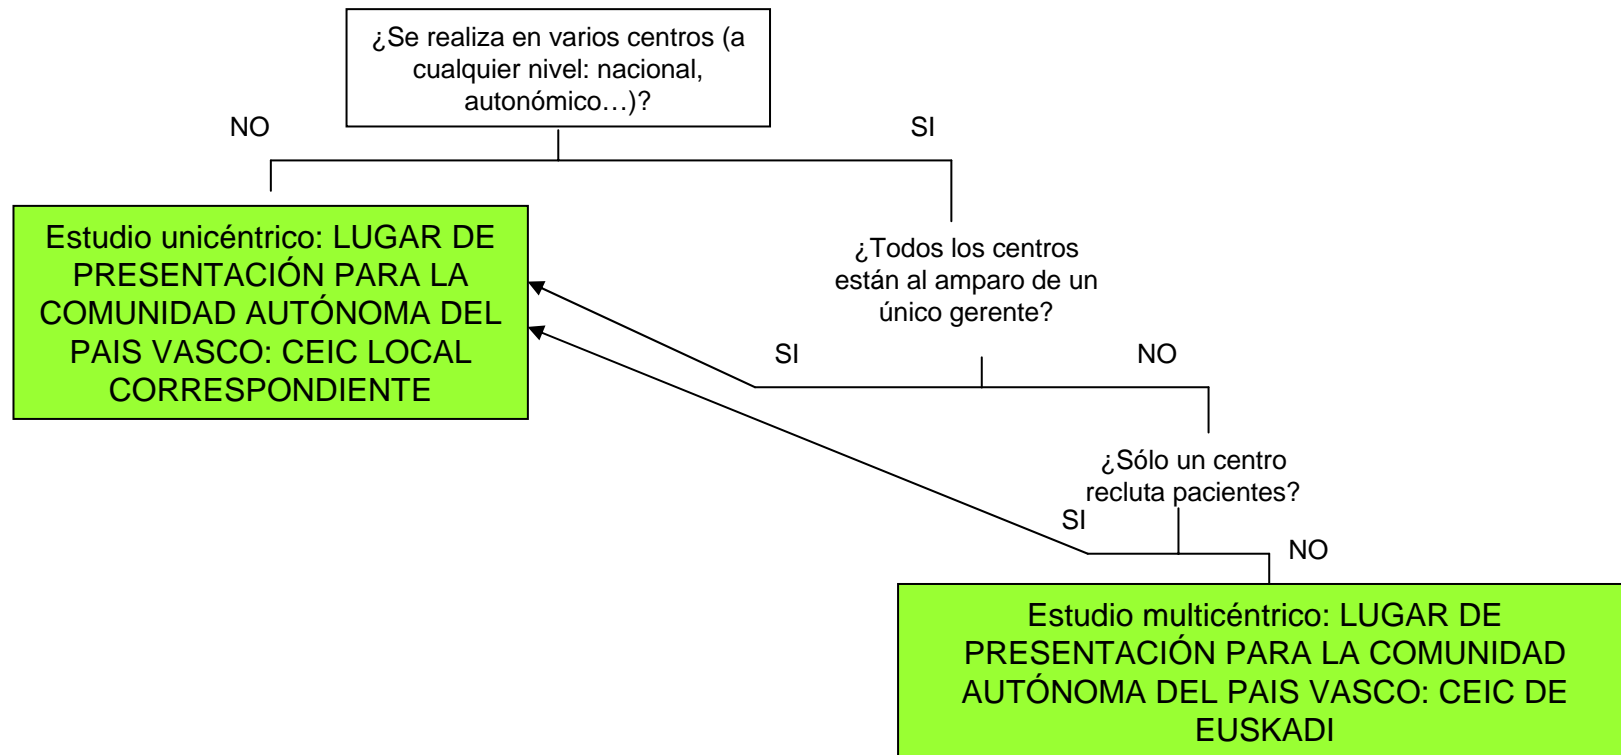 ¿Se realiza en varios centros (a
cualquier nivel: nacional,
autonómico…)?
NO
SI
Estudio unicéntrico: LUGAR DE
PRESENTACIÓN PARA LA
COMUNIDAD AUTÓNOMA DEL
PAIS VASCO: CEIC LOCAL
CORRESPONDIENTE
¿Todos los centros
están al amparo de un
único gerente?
SI
NO
¿Sólo un centro
recluta pacientes?
SI
NO
Estudio multicéntrico: LUGAR DE
PRESENTACIÓN PARA LA COMUNIDAD
AUTÓNOMA DEL PAIS VASCO: CEIC DE
EUSKADI